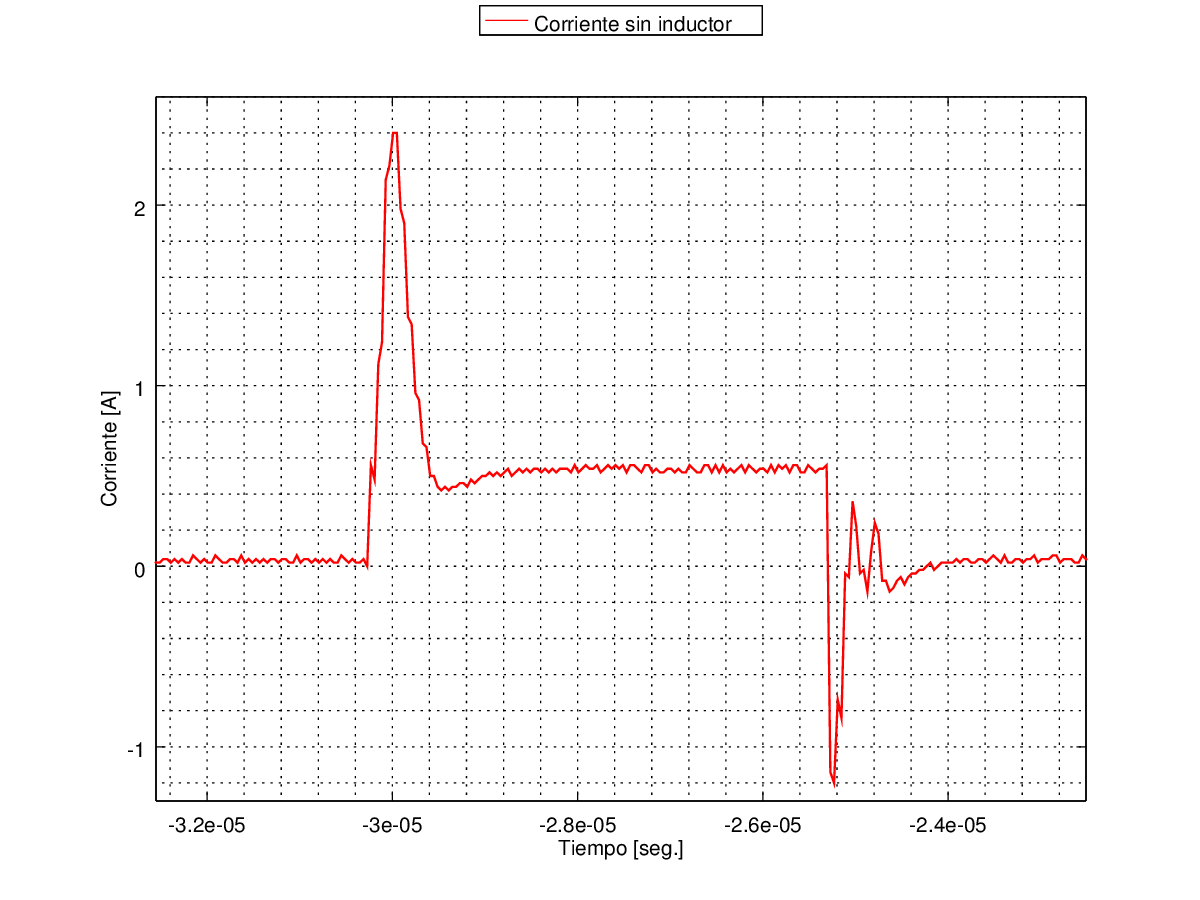 Corriente sin inductor
2
1
0
-1
Corriente [A]
-3.2e-05 -3e-05 -2.8e-05 -2.6e-05 -2.4e-05
Tiempo [seg.]